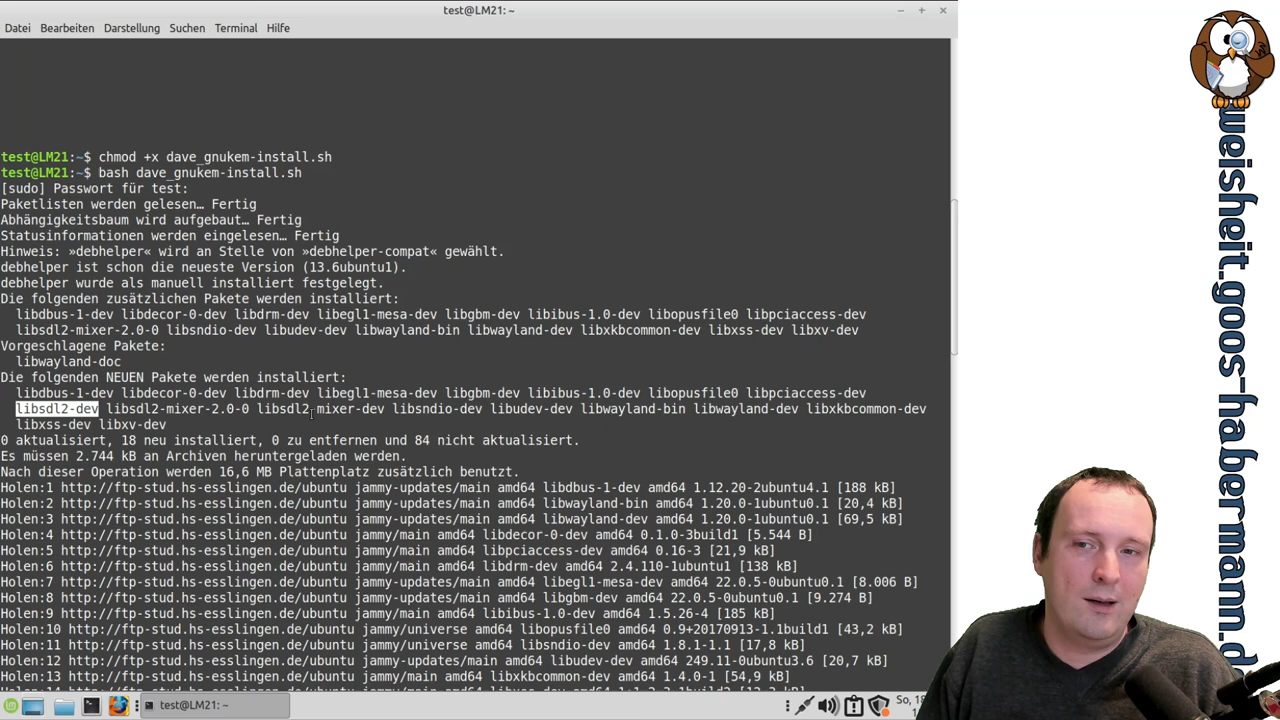 test@LM21: ~
Datei Bearbeiten Darstellung Suchen Terminal Hilfe
test@LM21:~$ chmod +x dave_gnukem-install.sh
test@LM21:~$ bash dave_gnukem-install.sh
[sudo] Passwort für test:
Paketlisten werden gelesen… Fertig
Abhängigkeitsbaum wird aufgebaut… Fertig
Statusinformationen werden eingelesen… Fertig
Hinweis: »debhelper« wird an Stelle von »debhelper-compat« gewählt.
debhelper ist schon die neueste Version (13.6ubuntu1).
debhelper wurde als manuell installiert festgelegt.
Die folgenden zusätzlichen Pakete werden installiert:
libdbus-1-dev libdecor-0-dev libdrm-dev libegl1-mesa-dev libgbm-dev libibus-1.0-dev libopusfile0 libpciaccess-dev
libsdl2-mixer-2.0-0 libsndio-dev libudev-dev libwayland-bin libwayland-dev libxkbcommon-dev libxss-dev libxv-dev
Vorgeschlagene Pakete:
libwayland-doc
Die folgenden NEUEN Pakete werden installiert:
libdbus-1-dev libdecor-0-dev libdrm-dev libegl1-mesa-dev libgbm-dev libibus-1.0-dev libopusfile0 libpciaccess-dev
libsdl2-dev libsdl2-mixer-2.0-0 libsdl2-mixer-dev libsndio-dev libudev-dev libwayland-bin libwayland-dev libxkbcommon-dev
libxss-dev libxv-dev
0 aktualisiert, 18 neu installiert, 0 zu entfernen und 84 nicht aktualisiert.
Es müssen 2.744 kB an Archiven heruntergeladen werden.
Nach dieser Operation werden 16,6 MB Plattenplatz zusätzlich benutzt.
Holen:1 http://ftp-stud.hs-esslingen.de/ubuntu jammy-updates/main amd64 libdbus-1-dev amd64 1.12.20-2ubuntu4.1 [188 kB]
Holen:2 http://ftp-stud.hs-esslingen.de/ubuntu jammy-updates/main amd64 libwayland-bin amd64 1.20.0-1ubuntu0.1 [20,4 kB]
Holen:3 http://ftp-stud.hs-esslingen.de/ubuntu jammy-updates/main amd64 libwayland-dev amd64 1.20.0-1ubuntu0.1 [69,5 kB]
Holen:4 http://ftp-stud.hs-esslingen.de/ubuntu jammy/main amd64 libdecor-0-dev amd64 0.1.0-3build1 [5.544 B]
Holen:5 http://ftp-stud.hs-esslingen.de/ubuntu jammy/main amd64 libpciaccess-dev amd64 0.16-3 [21,9 kB]
Holen:6 http://ftp-stud.hs-esslingen.de/ubuntu jammy/main amd64 libdrm-dev amd64 2.4.110-1ubuntu1 [138 kB]
Holen:7 http://ftp-stud.hs-esslingen.de/ubuntu jammy-updates/main amd64 libegl1-mesa-dev amd64 22.0.5-0ubuntu0.1 [8.006 B]
Holen:8 http://ftp-stud.hs-esslingen.de/ubuntu jammy-updates/main amd64 libgbm-dev amd64 22.0.5-0ubuntu0.1 [9.274 B]
Holen:9 http://ftp-stud.hs-esslingen.de/ubuntu jammy/main amd64 libibus-1.0-dev amd64 1.5.26-4 [185 kB]
Holen:10 http://ftp-stud.hs-esslingen.de/ubuntu jammy/universe amd64 libopusfile0 amd64 0.9+20170913-1.1build1 [43,2 kB]
Holen:11 http://ftp-stud.hs-esslingen.de/ubuntu jammy/universe amd64 libsndio-dev amd64 1.8.1-1.1 [17,8 kB]
Holen:12 http://ftp-stud.hs-esslingen.de/ubuntu jammy-updates/main amd64 libudev-dev amd64 249.11-0ubuntu3.6 [20,7 kB]
Holen:13 http://ftp-stud.hs-esslingen.de/ubuntu jammy/main amd64 libxkbcommon-dev amd64 1.4.0-1 [54,9 kB]
test@LM21: ~
So, 18
weisheit.goos-habermann.d